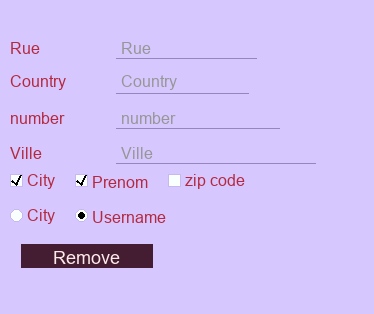 Rue Rue
Country Country
number number
Ville Ville
City Prenom zip code
City Username
Remove